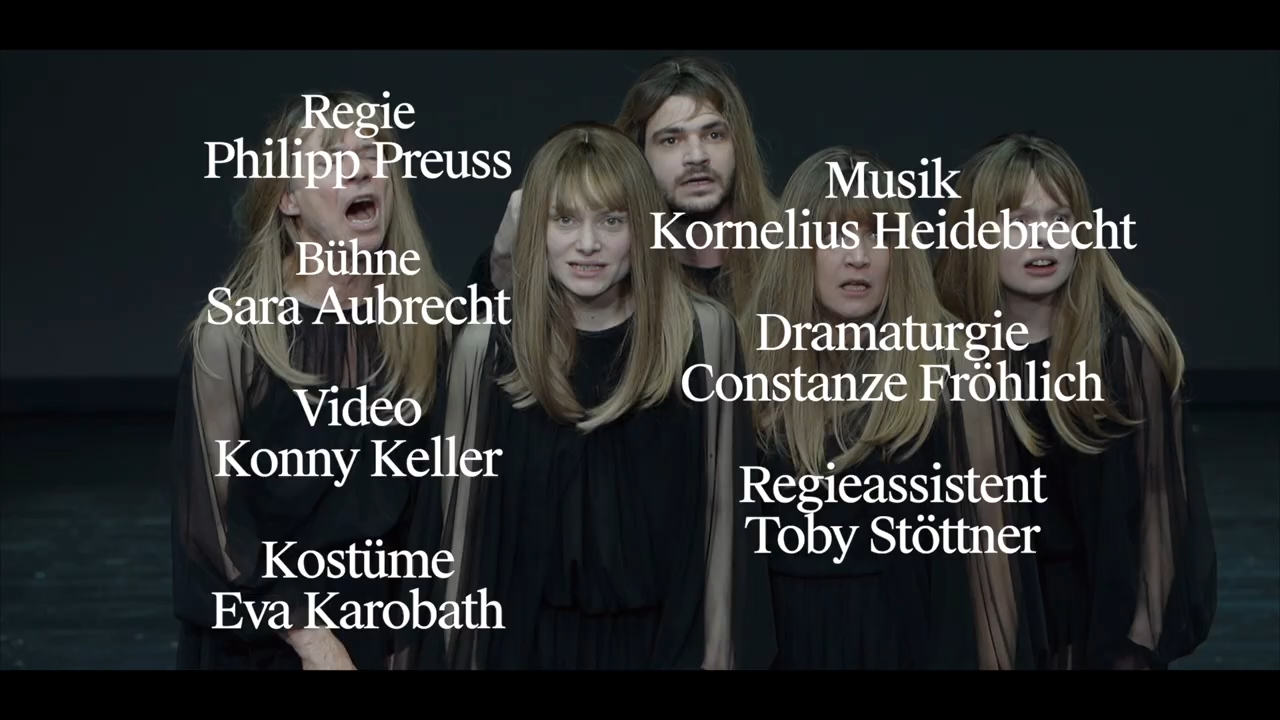 Regie
Philipp Preuss
Bühne
Sara Aubrecht
Video
Konny Keller
Kostüme
Eva Karobath
Musik
Kornelius Heidebrecht
Dramaturgie
Constanze Fröhlich
Regieassistent
Toby Stöttner